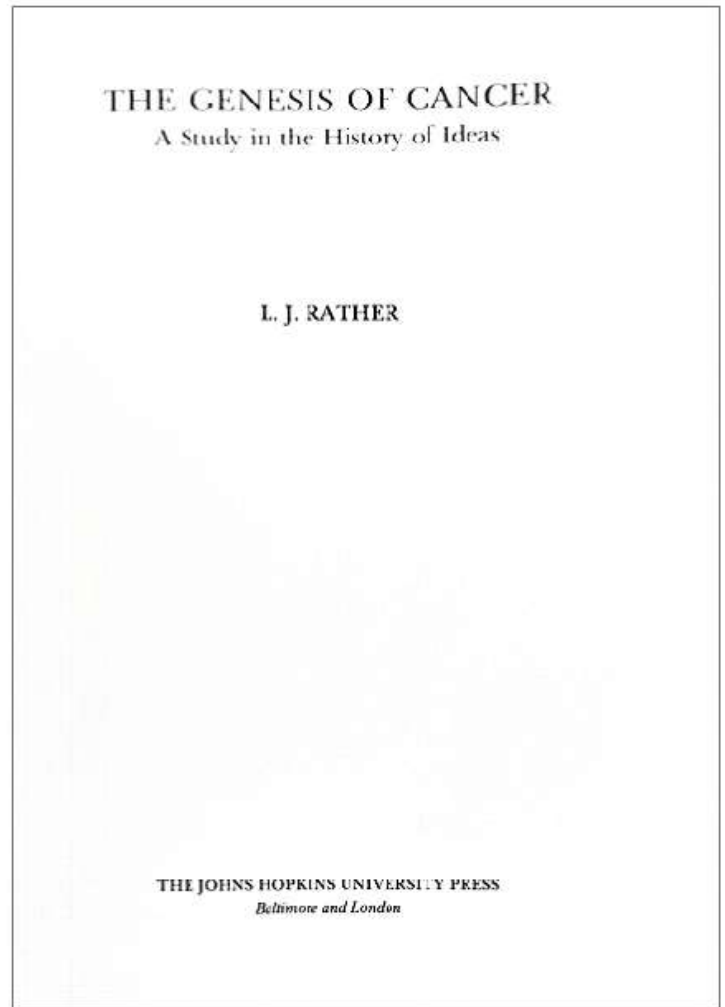 THE GENESIS OF CANCER
A Study in the History of Ideas
L. J. RATHER
THE JOHNS HOPKINS UNIVERSITY PRESS
Baltimore and London